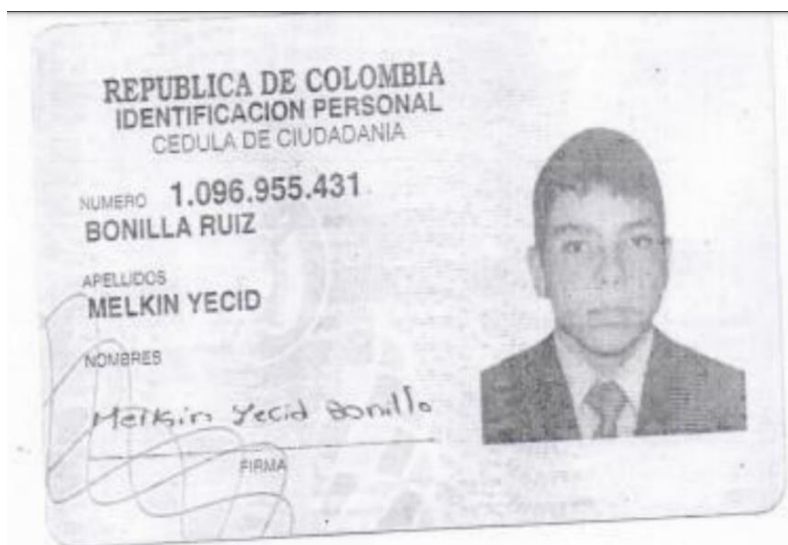 REPUBLICA DE COLOMBIA
IDENTIFICACION PERSONAL
CEDULA DE CIUDADANIA
NUMERO 1.096.955.431
BONILLA RUIZ
APELLIDOS
MELKIN YECID
NOMBRES
Melkin Yecid Bonilla
FIRMA